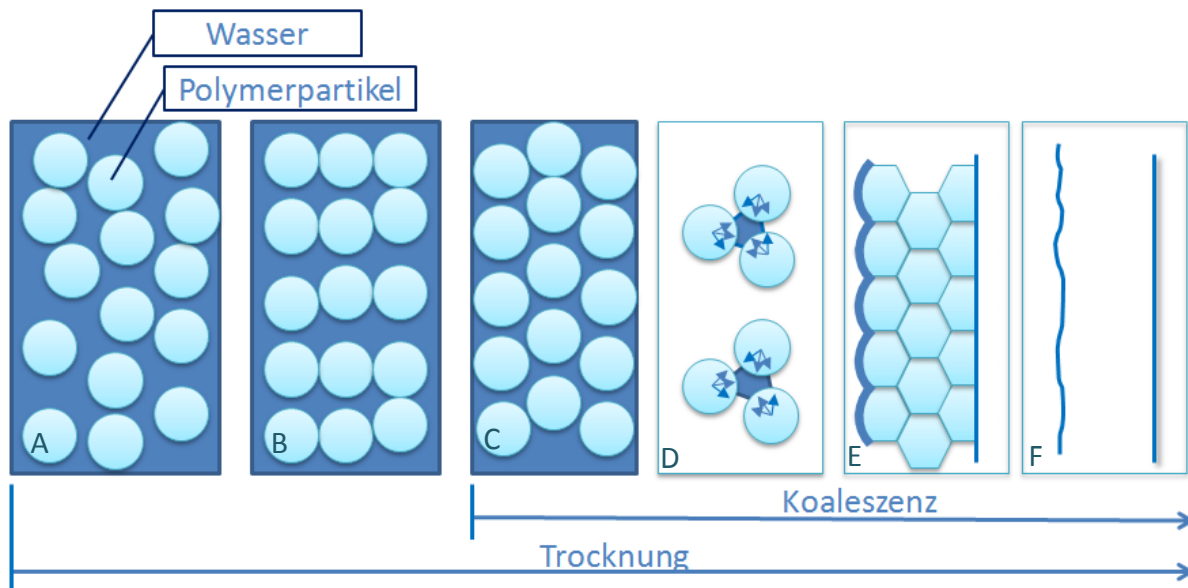 Wasser
Polymerpartikel
A
B
C
D
E
F
Koaleszenz
Trocknung